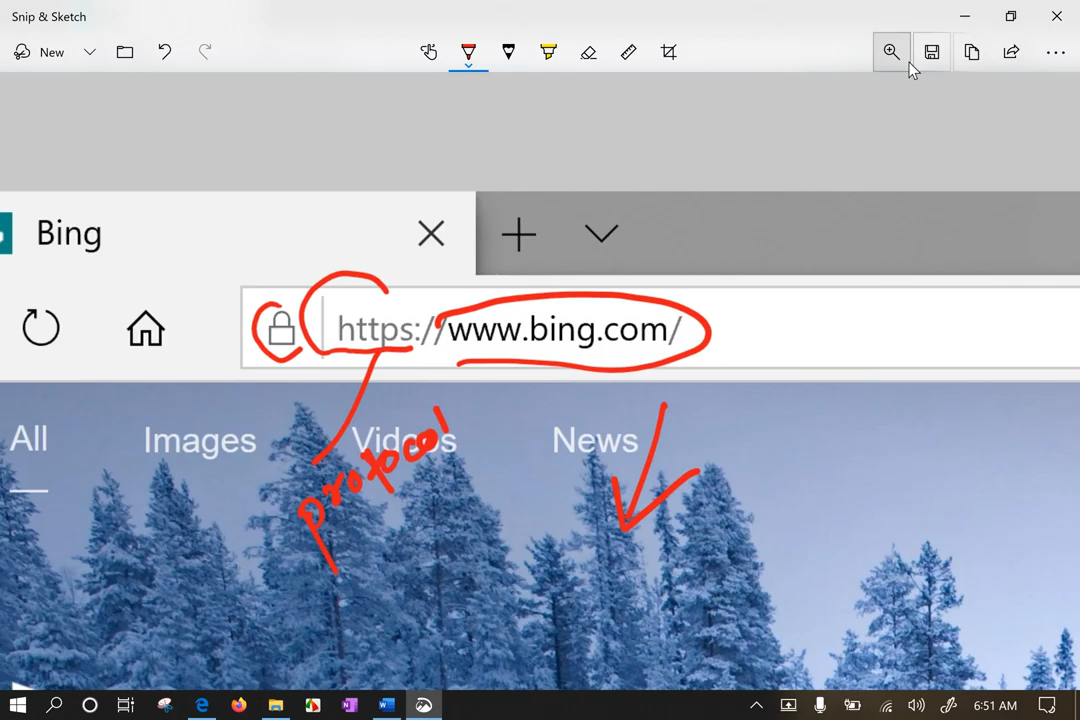 Snip & Sketch
New
Bing
https://www.bing.com/
All Images Videos News
protocol
6:51 AM